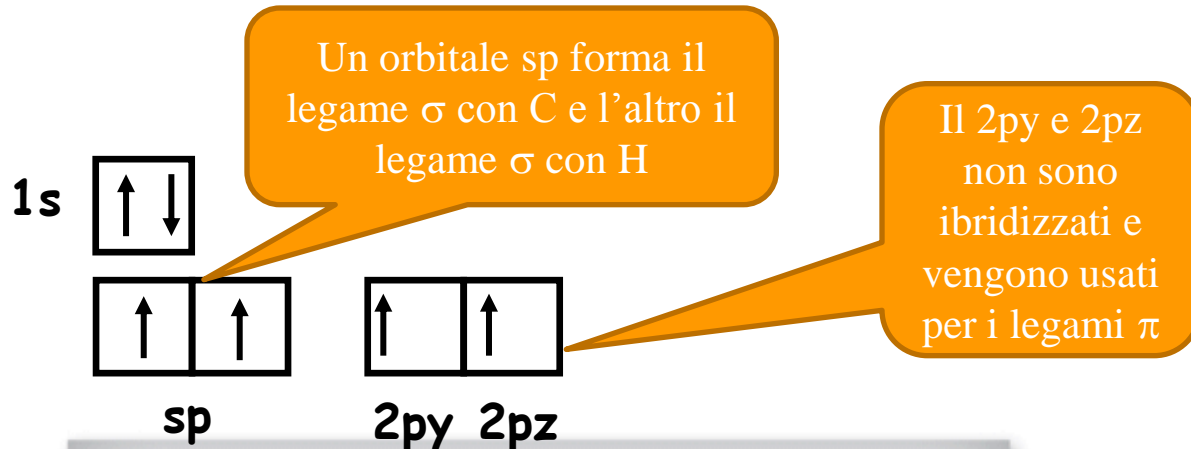 Un orbitale sp forma il
legame σ con C e l’altro il
legame σ con H
Il 2py e 2pz
non sono
ibridizzati e
vengono usati
per i legami π
1s
sp
2py 2pz